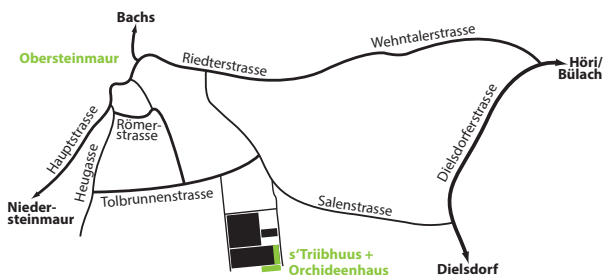 Bachs
Obersteinmaur
Riedterstrasse
Wehntalerstrasse
Höri/
Bülach
Hauptstrasse
Römer-
strasse
Heugasse
Dielsdorferstrasse
Nieder-
steinmaur
Tolbrunnenstrasse
Salenstrasse
s'Triibhuus +
Orchideenhaus
Dielsdorf